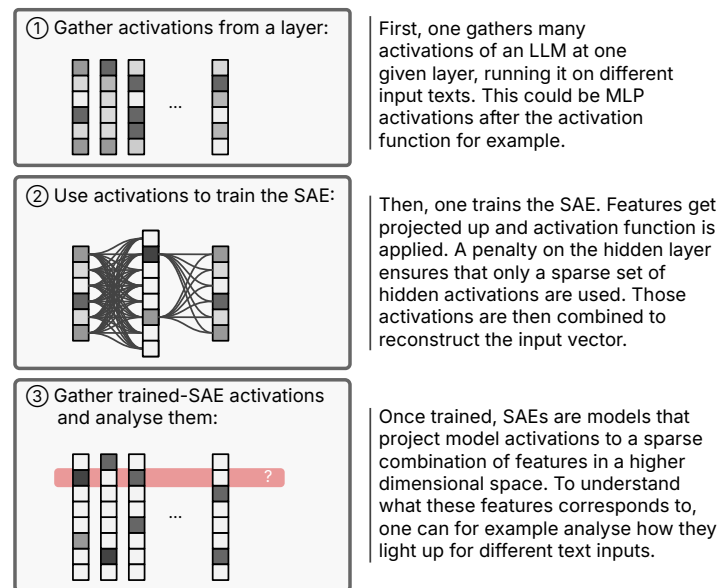 ① Gather activations from a layer:
...
First, one gathers many
activations of an LLM at one
given layer, running it on different
input texts. This could be MLP
activations after the activation
function for example.
② Use activations to train the SAE:
Then, one trains the SAE. Features get
projected up and activation function is
applied. A penalty on the hidden layer
ensures that only a sparse set of
hidden activations are used. Those
activations are then combined to
reconstruct the input vector.
③ Gather trained-SAE activations
and analyse them:
?
...
Once trained, SAEs are models that
project model activations to a sparse
combination of features in a higher
dimensional space. To understand
what these features corresponds to,
one can for example analyse how they
light up for different text inputs.